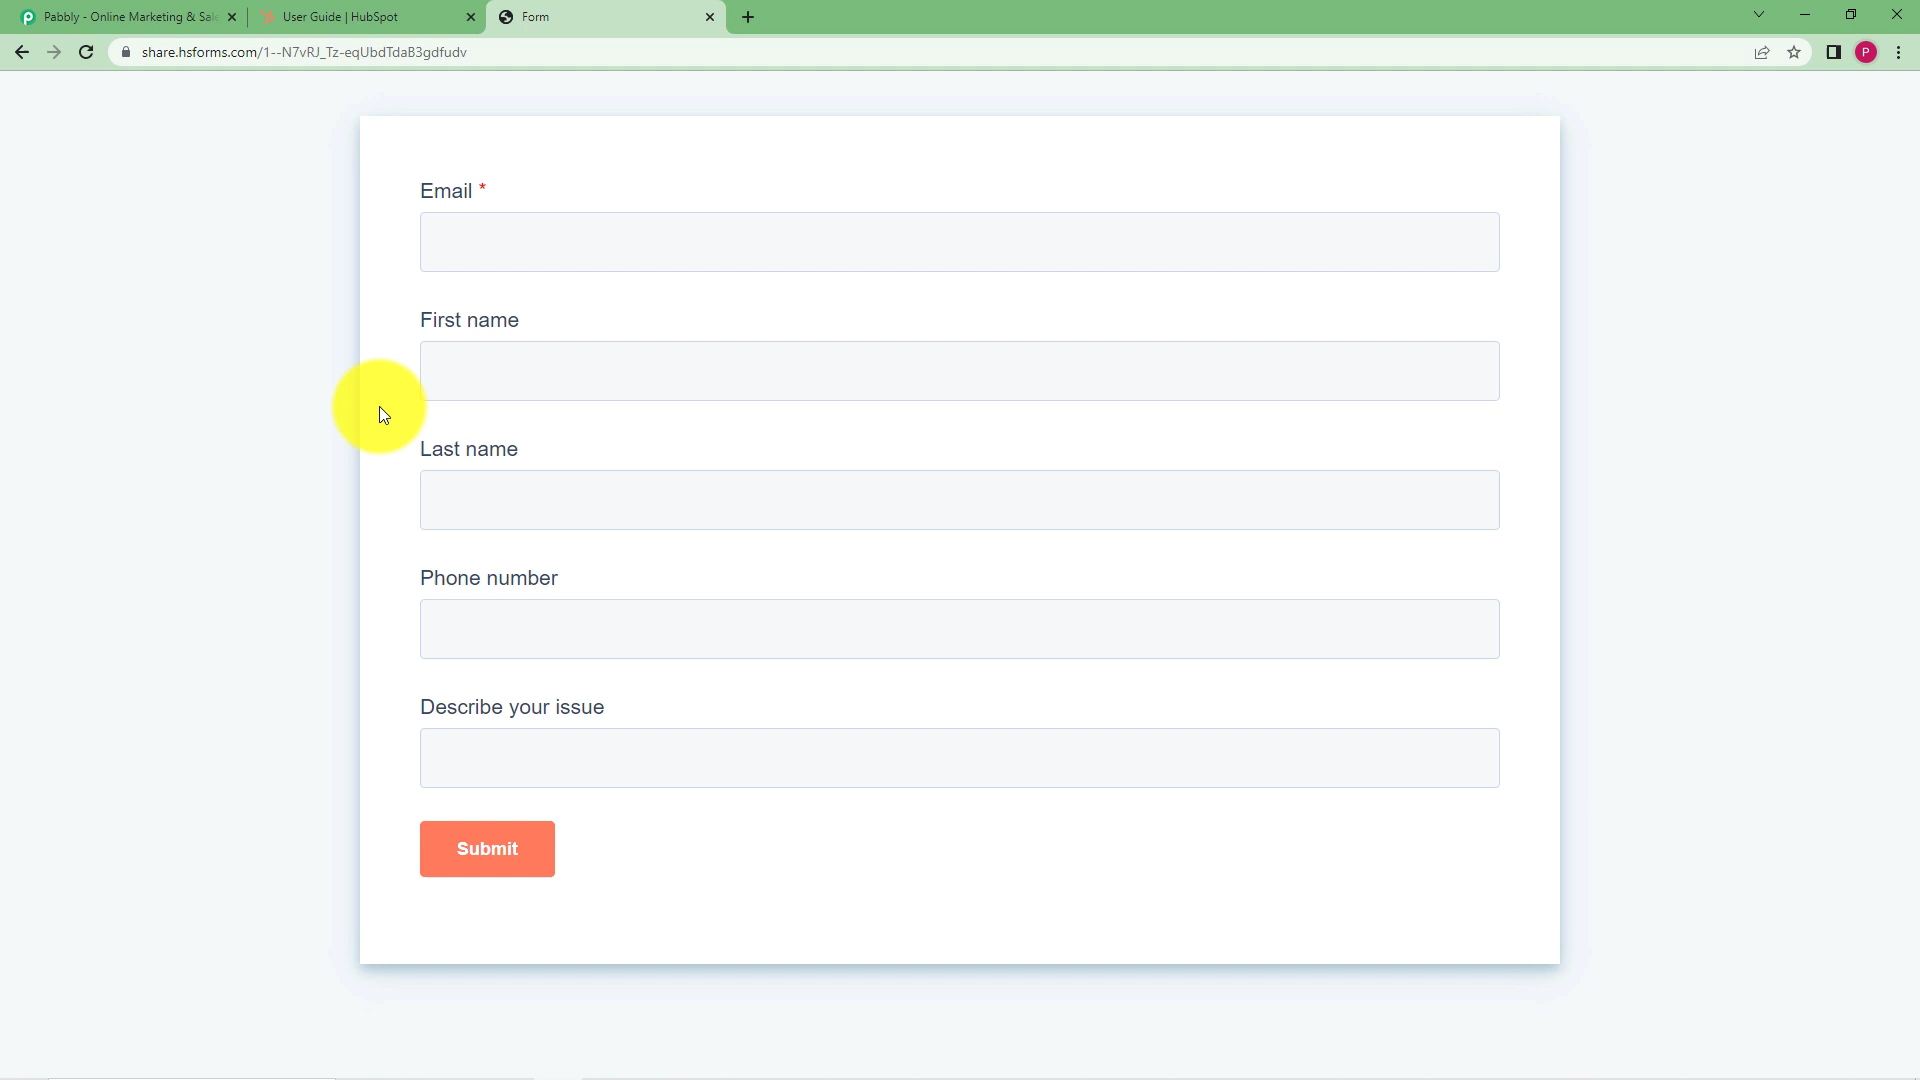 Pabbly - Online Marketing & Sal
User Guide | HubSpot
Form
share.hsforms.com/1--N7vRJ_Tz-eqUbdTdaB3gdfudv
P
Email *
First name
Last name
Phone number
Describe your issue
Submit